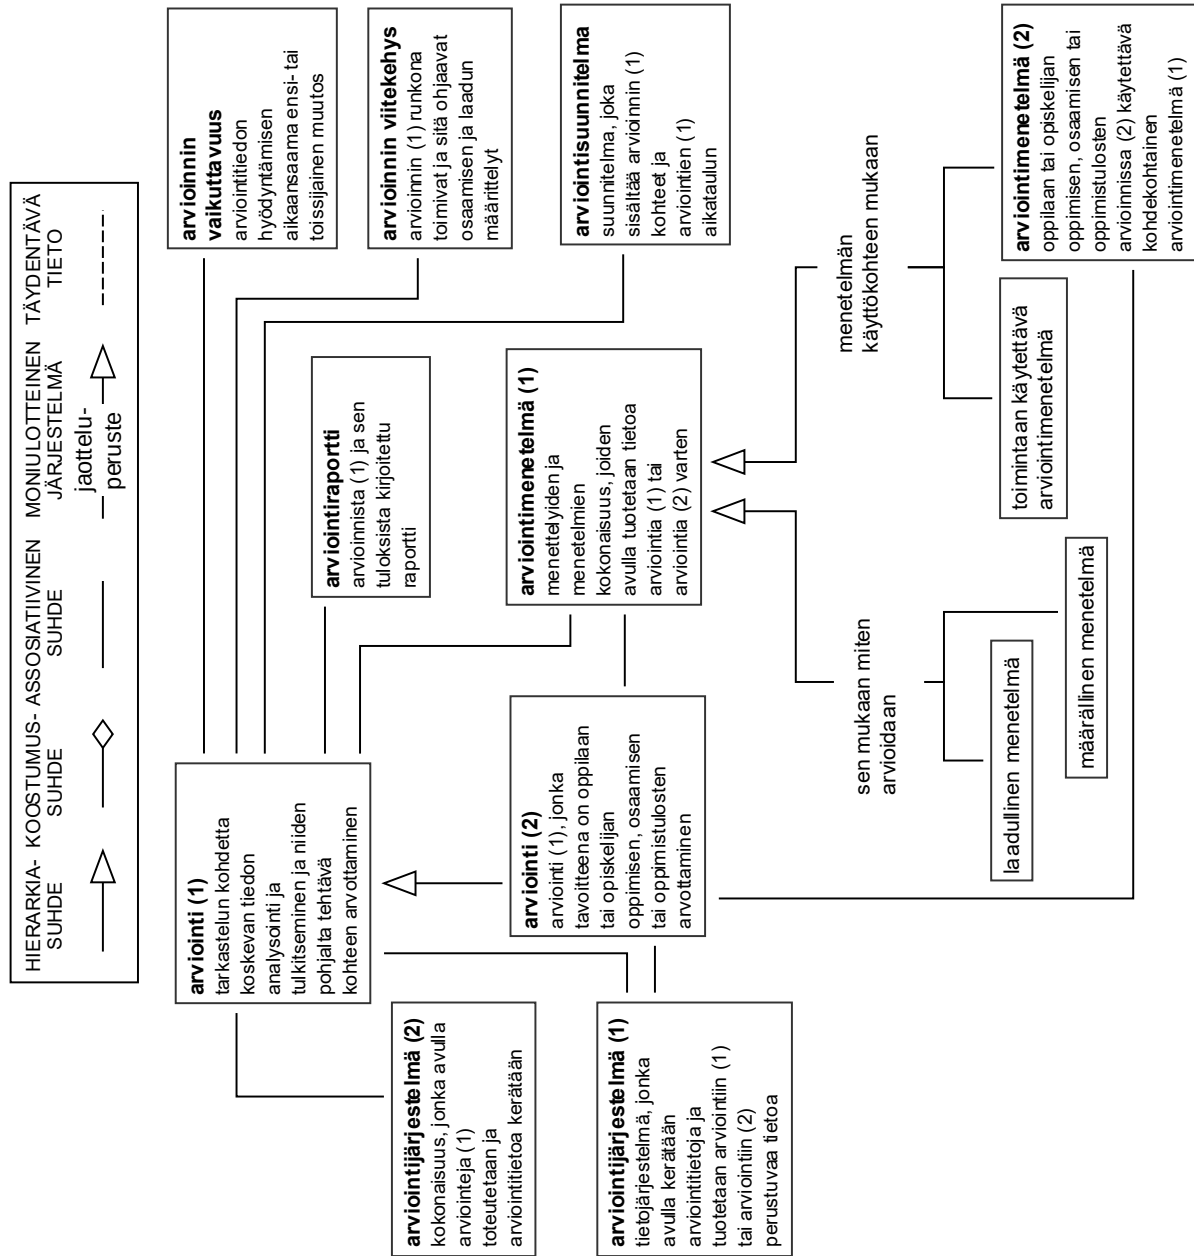 HIERARKIA-
SUHDE
KOOSTUMUS-
SUHDE
ASSOSIATIIVINEN
SUHDE
MONIULOTTEINEN
JÄRJESTELMÄ
jaottelu-
peruste
TÄYDENTÄVÄ
TIETO
arviointijärjestelmä (2)
kokonaisuus, jonka avulla
arviointeja (1)
toteutetaan ja
arviointitietoa kerätään
arviointi (1)
tarkastelun kohdetta
koskevan tiedon
analysointi ja
tulkitseminen ja niiden
pohjalta tehtävä
kohteen arvottaminen
arvioinnin
vaikuttavuus
arviointitiedon
hyödyntämisen
aikaansaama ensi- tai
toissijainen muutos
arvioinnin viitekehys
arvioinnin (1) runkona
toimivat ja sitä ohjaavat
osaamisen ja laadun
määrittelyt
arviointisuunnitelma
suunnitelma, joka
sisältää arvioinnin (1)
kohteet ja
arviointien (1)
aikataulun
arviointiraportti
arvioinnista (1) ja sen
tuloksista kirjoitettu
raportti
arviointijärjestelmä (1)
tietojärjestelmä, jonka
avulla kerätään
arviointitietoja ja
tuotetaan arviointiin (1)
tai arviointiin (2)
perustuvaa tietoa
arviointi (2)
arviointi (1), jonka
tavoitteena on oppilaan
tai opiskelijan
oppimisen, osaamisen
tai oppimistulosten
arvottaminen
arviointimenetelmä (1)
menettelyiden ja
menetelmien
kokonaisuus, joiden
avulla tuotetaan tietoa
arviointia (1) tai
arviointia (2) varten
sen mukaan miten
arvioidaan
menetelmän
käyttökohteen mukaan
laadullinen menetelmä
määrällinen menetelmä
toimintaan käytettävä
arviointimenetelmä
arviointimenetelmä (2)
oppilaan tai opiskelijan
oppimisen, osaamisen tai
oppimistulosten
arvioinnissa (2) käytettävä
kohdekohtainen
arviointimenetelmä (1)